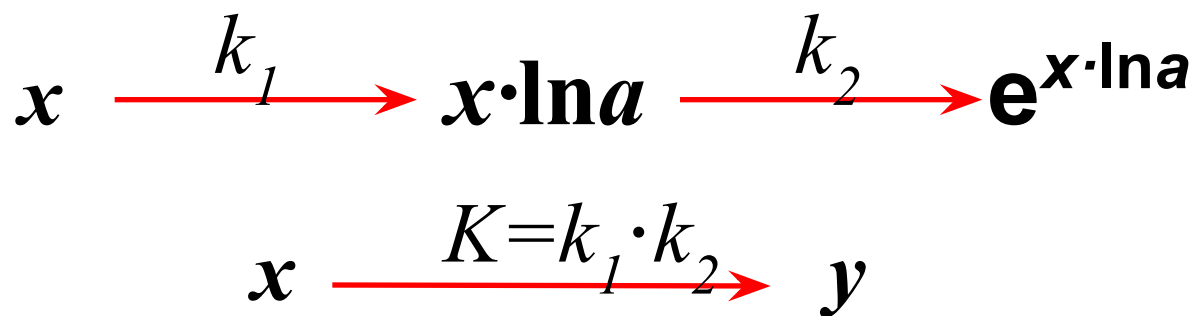 x k₁ x·lna k₂ e^{x·lna}
x K=k₁·k₂ y